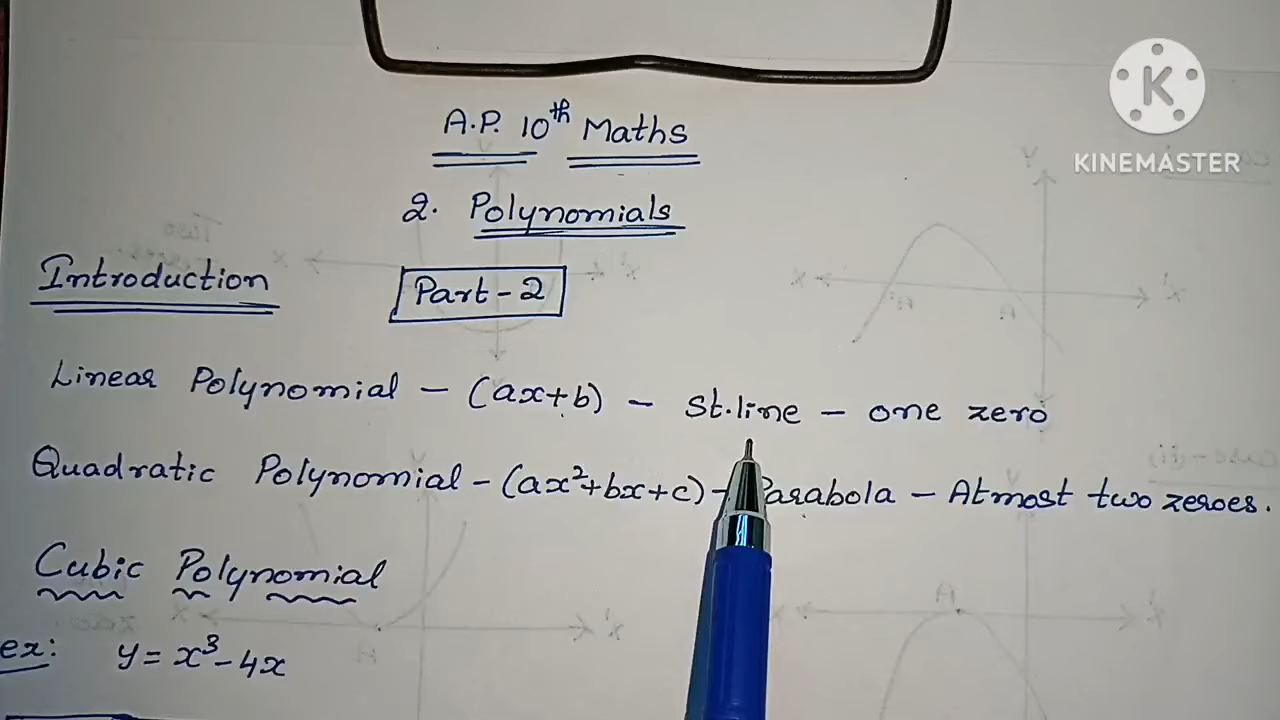 A.P. 10th Maths
KINEMASTER
2. Polynomials
Introduction
Part-2
Linear Polynomial - (ax+b) - St.line - one zero
Quadratic Polynomial - (ax²+bx+c) - Parabola - Atmost two zeroes.
Cubic Polynomial
ex: y = x³-4x